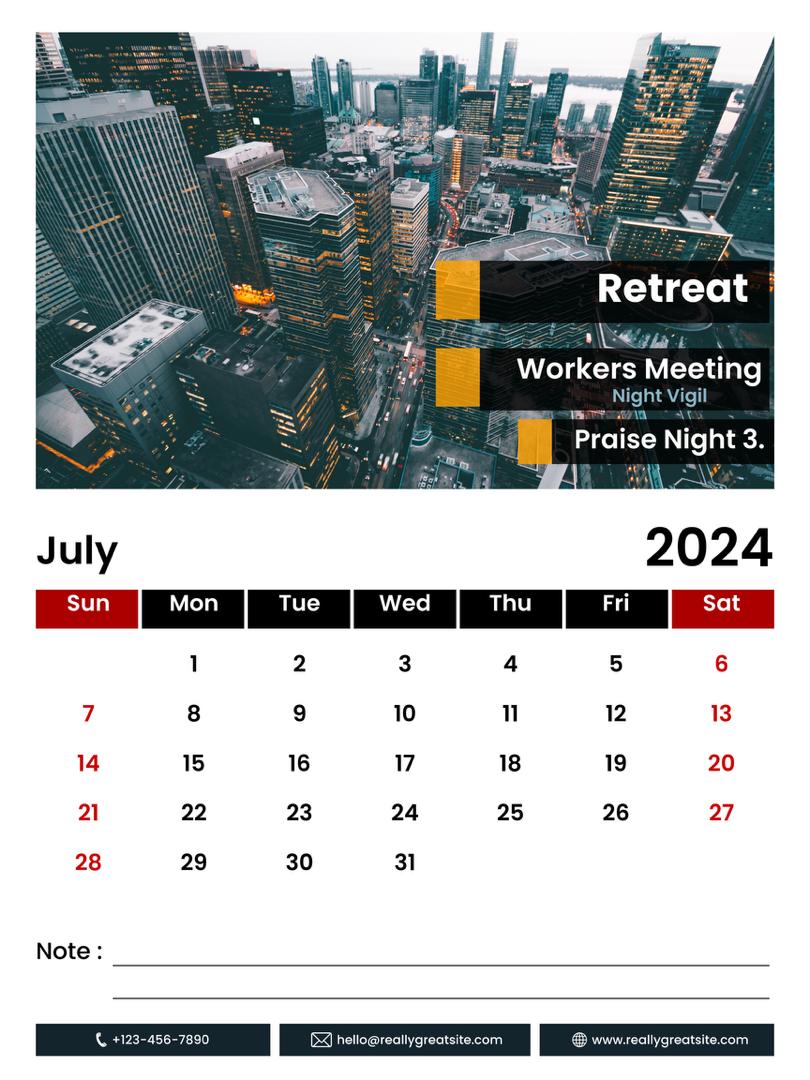 Retreat
Workers Meeting
Night Vigil
Praise Night 3.
July 2024
Sun Mon Tue Wed Thu Fri Sat
1 2 3 4 5 6
7 8 9 10 11 12 13
14 15 16 17 18 19 20
21 22 23 24 25 26 27
28 29 30 31
Note :
+123-456-7890 hello@reallygreatsite.com www.reallygreatsite.com